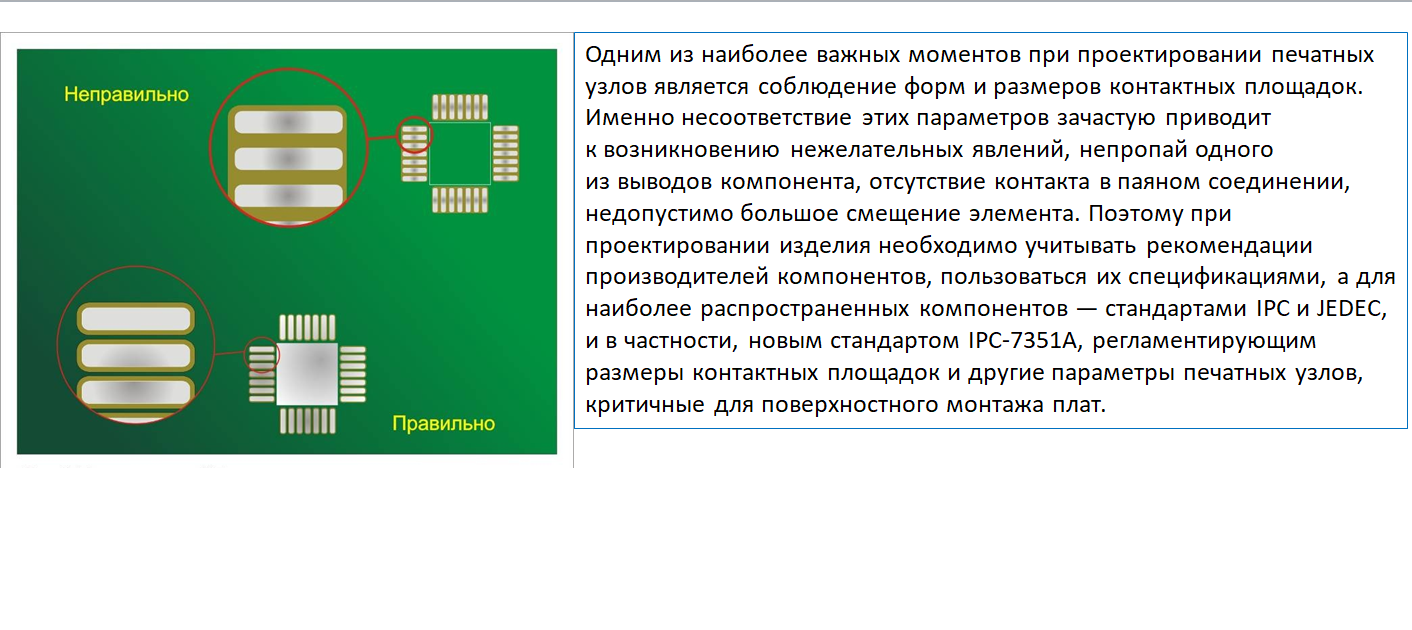 Неправильно
Правильно
Одним из наиболее важных моментов при проектировании печатных
узлов является соблюдение форм и размеров контактных площадок.
Именно несоответствие этих параметров зачастую приводит
к возникновению нежелательных явлений, непропай одного
из выводов компонента, отсутствие контакта в паяном соединении,
недопустимо большое смещение элемента. Поэтому при
проектировании изделия необходимо учитывать рекомендации
производителей компонентов, пользоваться их спецификациями, а для
наиболее распространенных компонентов — стандартами IPC и JEDEC,
и в частности, новым стандартом IPC-7351A, регламентирующим
размеры контактных площадок и другие параметры печатных узлов,
критичные для поверхностного монтажа плат.